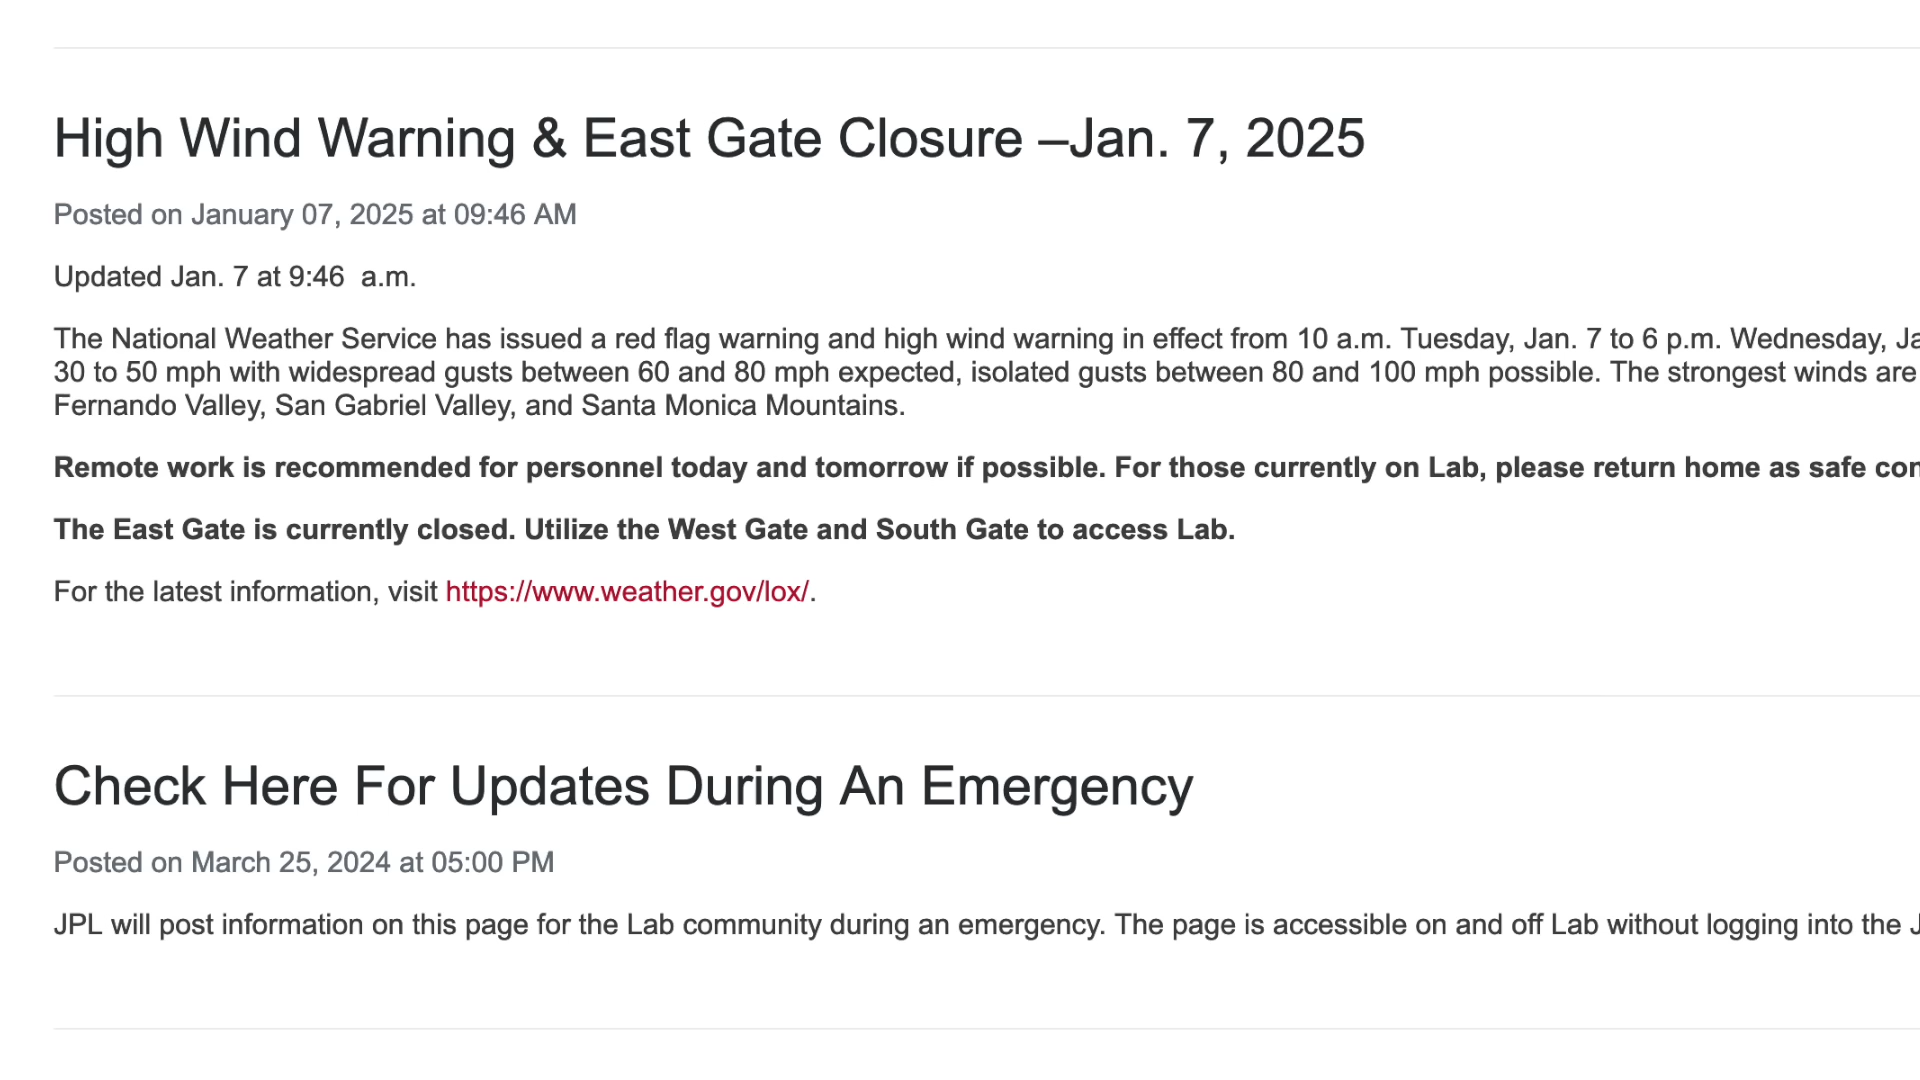 High Wind Warning & East Gate Closure –Jan. 7, 2025
Posted on January 07, 2025 at 09:46 AM
Updated Jan. 7 at 9:46  a.m.
The National Weather Service has issued a red flag warning and high wind warning in effect from 10 a.m. Tuesday, Jan. 7 to 6 p.m. Wednesday,
30 to 50 mph with widespread gusts between 60 and 80 mph expected, isolated gusts between 80 and 100 mph possible. The strongest winds are
Fernando Valley, San Gabriel Valley, and Santa Monica Mountains.
Remote work is recommended for personnel today and tomorrow if possible. For those currently on Lab, please return home as safe
The East Gate is currently closed. Utilize the West Gate and South Gate to access Lab.
For the latest information, visit https://www.weather.gov/lox/.
Check Here For Updates During An Emergency
Posted on March 25, 2024 at 05:00 PM
JPL will post information on this page for the Lab community during an emergency. The page is accessible on and off Lab without logging into the